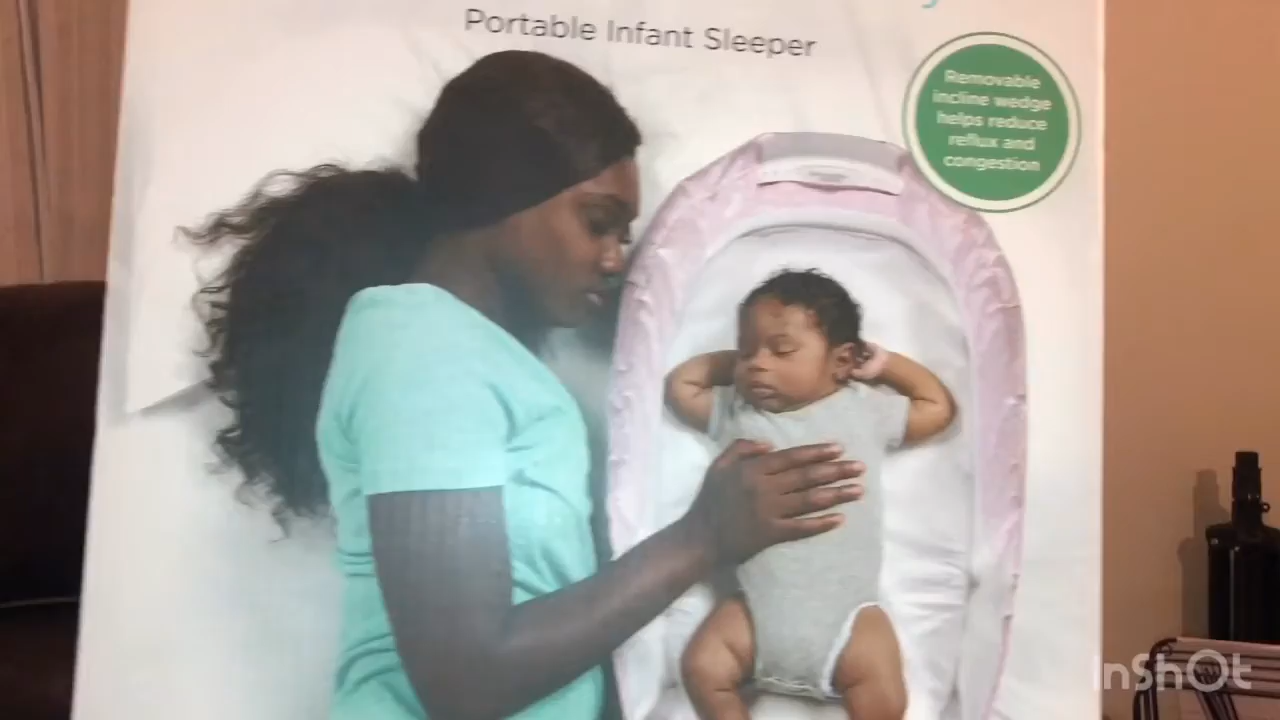 Portable Infant Sleeper
Removable
incline wedge
helps reduce
reflux and
congestion
InShOt